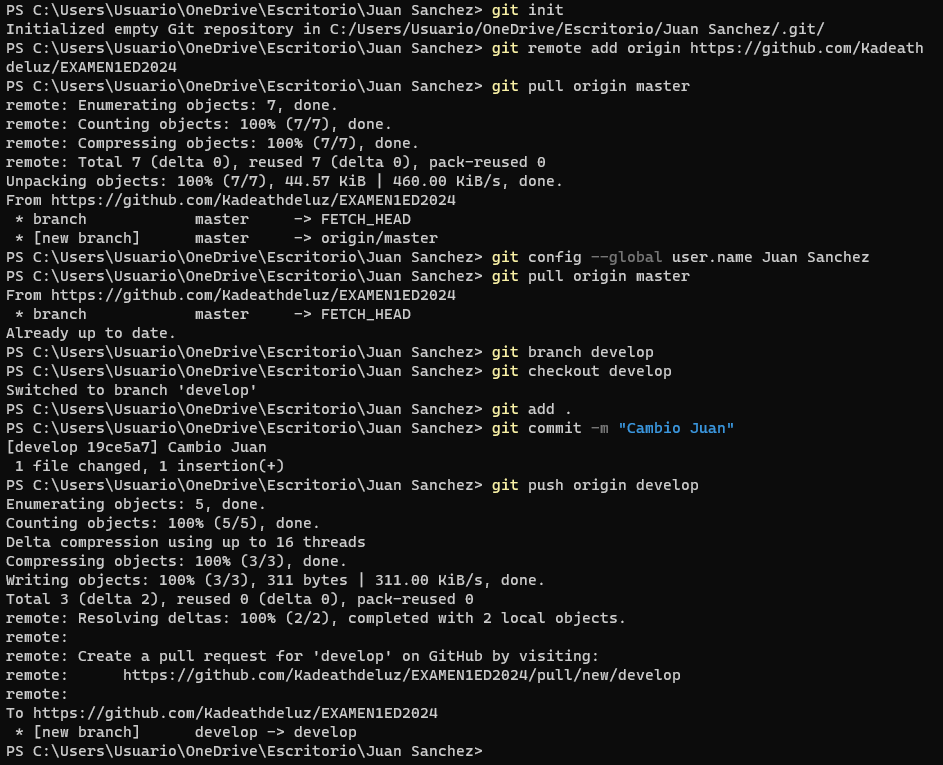 PS C:\Users\Usuario\OneDrive\Escritorio\Juan Sanchez> git init
Initialized empty Git repository in C:/Users/Usuario/OneDrive/Escritorio/Juan Sanchez/.git/
PS C:\Users\Usuario\OneDrive\Escritorio\Juan Sanchez> git remote add origin https://github.com/Kadeath
deluz/EXAMEN1ED2024
PS C:\Users\Usuario\OneDrive\Escritorio\Juan Sanchez> git pull origin master
remote: Enumerating objects: 7, done.
remote: Counting objects: 100% (7/7), done.
remote: Compressing objects: 100% (7/7), done.
remote: Total 7 (delta 0), reused 7 (delta 0), pack-reused 0
Unpacking objects: 100% (7/7), 44.57 KiB | 460.00 KiB/s, done.
From https://github.com/Kadeathdeluz/EXAMEN1ED2024
 * branch            master     -> FETCH_HEAD
 * [new branch]      master     -> origin/master
PS C:\Users\Usuario\OneDrive\Escritorio\Juan Sanchez> git config --global user.name Juan Sanchez
PS C:\Users\Usuario\OneDrive\Escritorio\Juan Sanchez> git pull origin master
From https://github.com/Kadeathdeluz/EXAMEN1ED2024
 * branch            master     -> FETCH_HEAD
Already up to date.
PS C:\Users\Usuario\OneDrive\Escritorio\Juan Sanchez> git branch develop
PS C:\Users\Usuario\OneDrive\Escritorio\Juan Sanchez> git checkout develop
Switched to branch 'develop'
PS C:\Users\Usuario\OneDrive\Escritorio\Juan Sanchez> git add .
PS C:\Users\Usuario\OneDrive\Escritorio\Juan Sanchez> git commit -m "Cambio Juan"
[develop 19ce5a7] Cambio Juan
 1 file changed, 1 insertion(+)
PS C:\Users\Usuario\OneDrive\Escritorio\Juan Sanchez> git push origin develop
Enumerating objects: 5, done.
Counting objects: 100% (5/5), done.
Delta compression using up to 16 threads
Compressing objects: 100% (3/3), done.
Writing objects: 100% (3/3), 311 bytes | 311.00 KiB/s, done.
Total 3 (delta 2), reused 0 (delta 0), pack-reused 0
remote: Resolving deltas: 100% (2/2), completed with 2 local objects.
remote:
remote: Create a pull request for 'develop' on GitHub by visiting:
remote:      https://github.com/Kadeathdeluz/EXAMEN1ED2024/pull/new/develop
remote:
To https://github.com/Kadeathdeluz/EXAMEN1ED2024
 * [new branch]      develop -> develop
PS C:\Users\Usuario\OneDrive\Escritorio\Juan Sanchez>